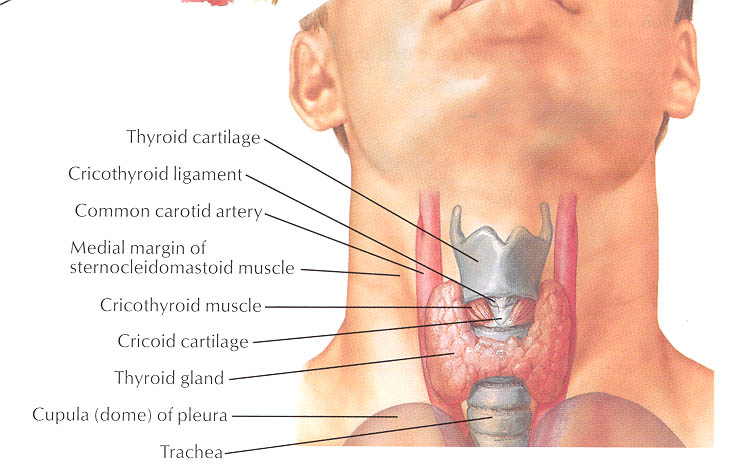 Thyroid cartilage
Cricothyroid ligament
Common carotid artery
Medial margin of
sternocleidomastoid muscle
Cricothyroid muscle
Cricoid cartilage
Thyroid gland
Cupula (dome) of pleura
Trachea